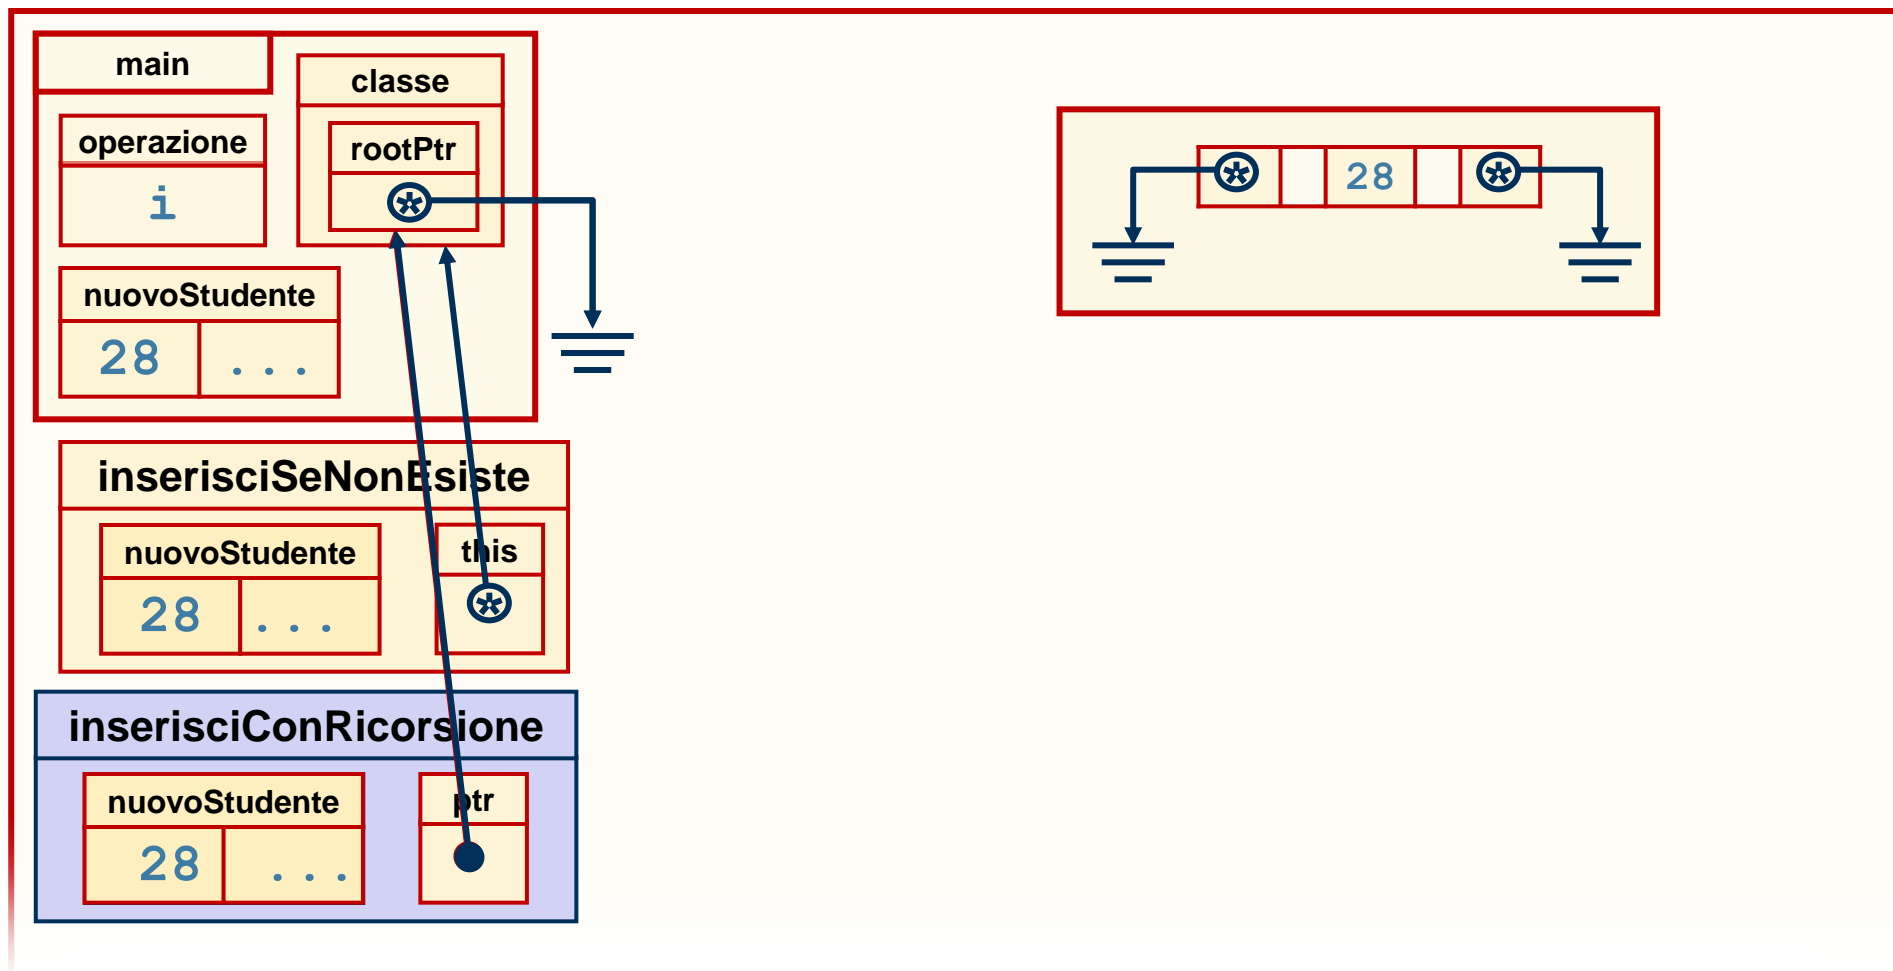 main
classe
operazione
rootPtr
i
*
nuovoStudente
28 ...
* 28 *
inserisciSeNonEsiste
nuovoStudente this
28 ... *
inserisciConRicorsione
nuovoStudente ptr
28 ...